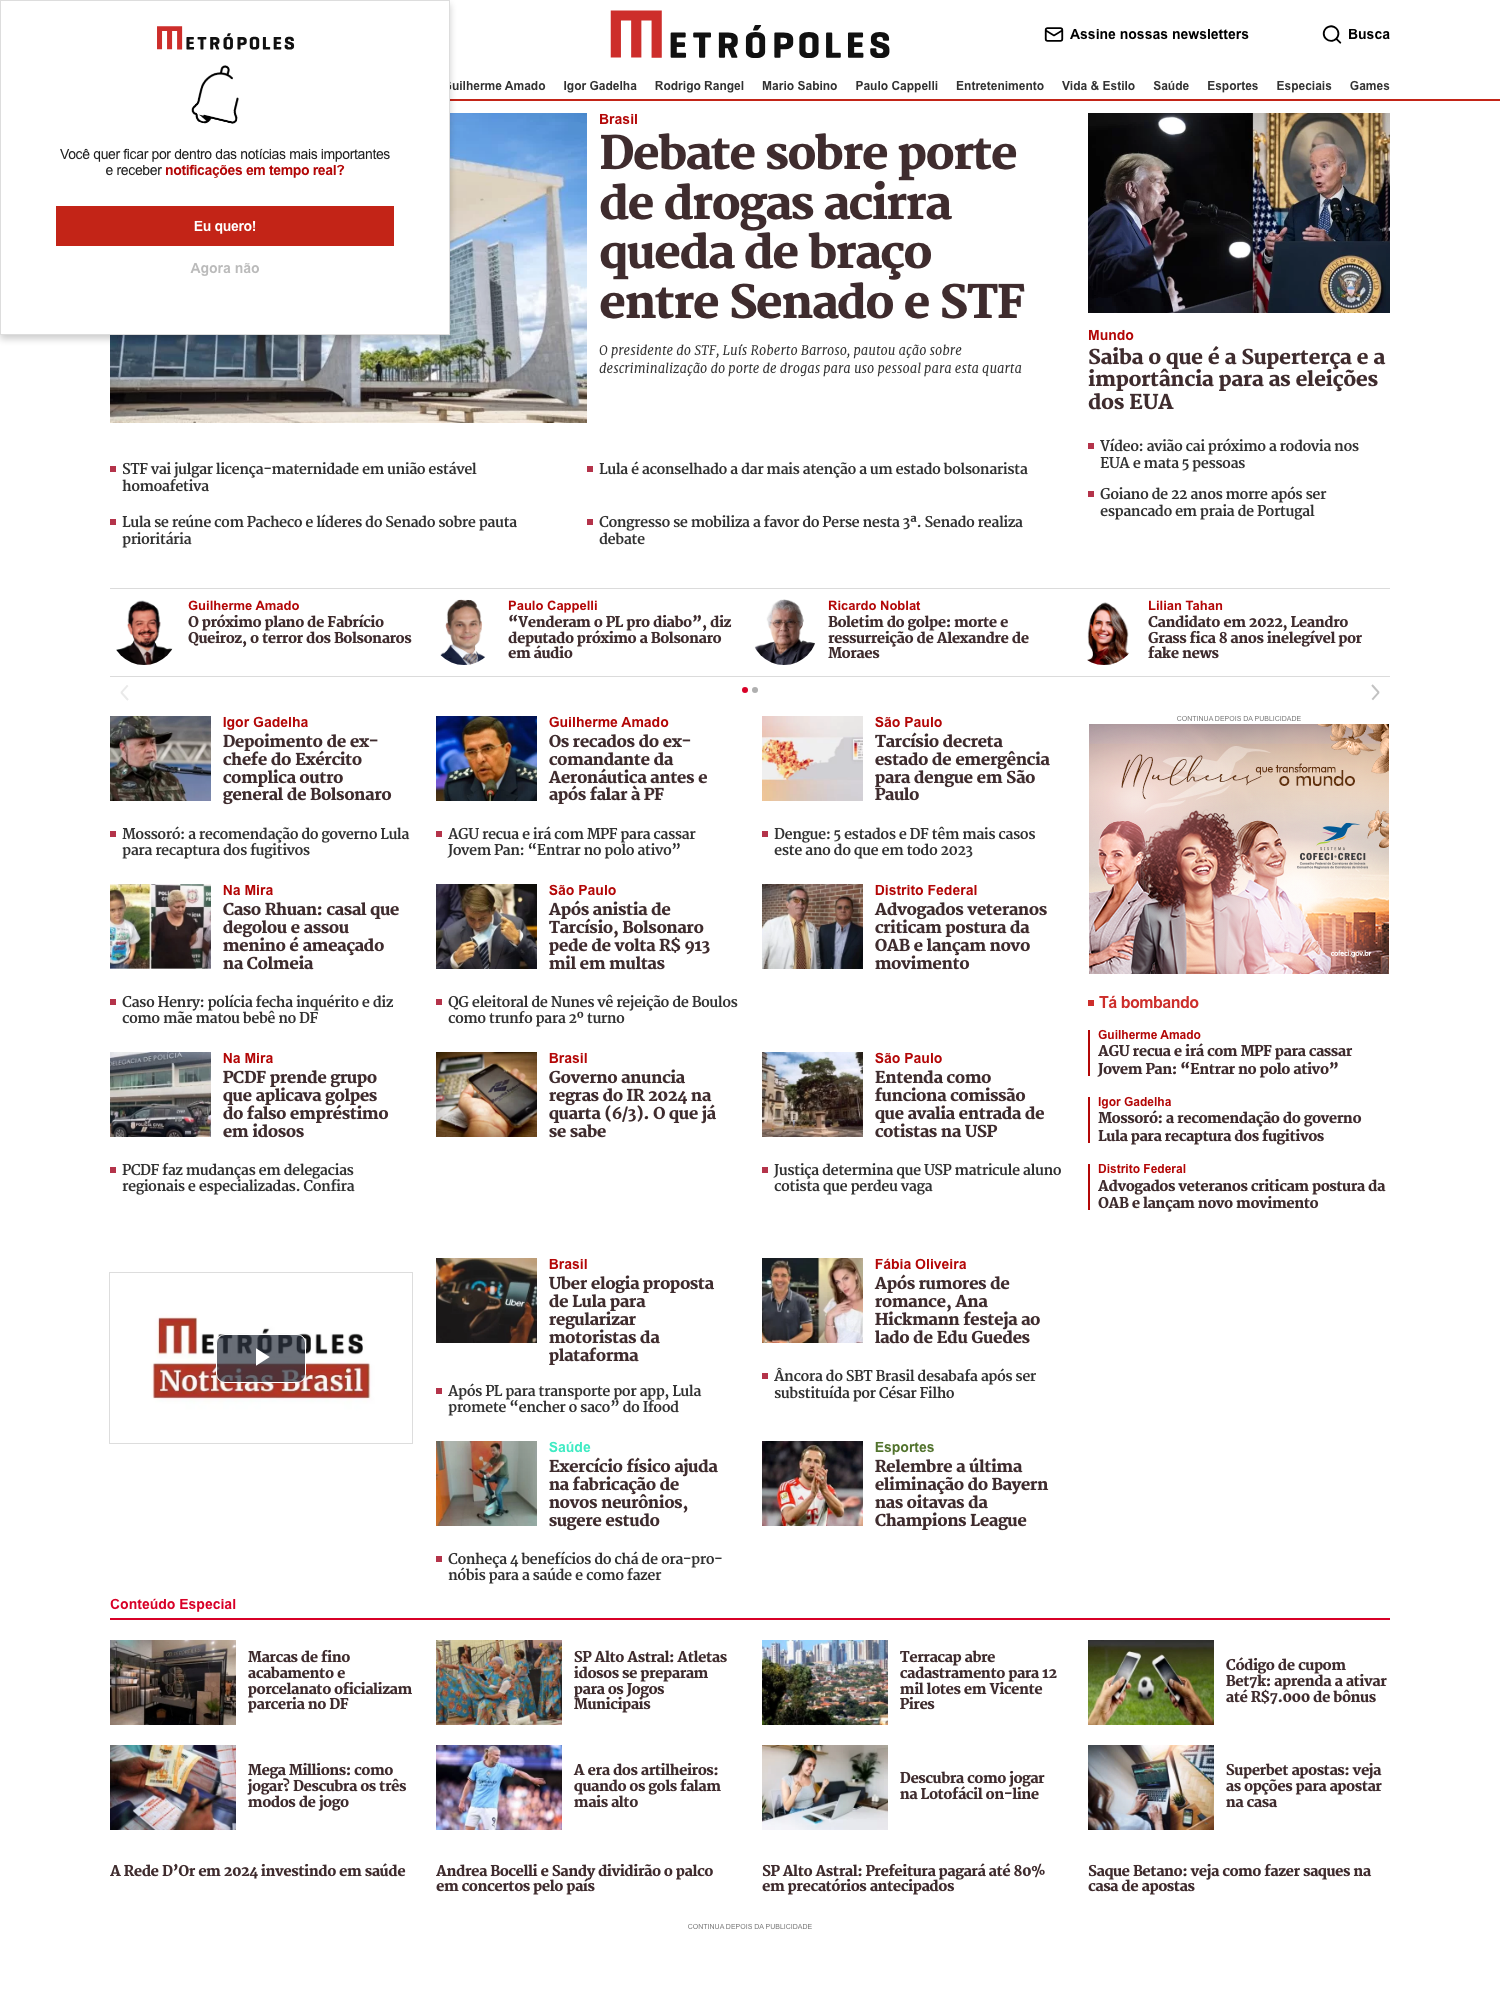 METRÓPOLES
Você quer ficar por dentro das notícias mais importantes
e receber notificações em tempo real?
Eu quero!
Agora não
METRÓPOLES
Assine nossas newsletters
Busca
Guilherme Amado Igor Gadelha Rodrigo Rangel Mario Sabino Paulo Cappelli Entretenimento Vida & Estilo Saúde Esportes Especiais Games
Brasil
Debate sobre porte
de drogas acirra
queda de braço
entre Senado e STF
O presidente do STF, Luís Roberto Barroso, pautou ação sobre
descriminalização do porte de drogas para uso pessoal para esta quarta
Mundo
Saiba o que é a Superterça e a
importância para as eleições
dos EUA
Vídeo: avião cai próximo a rodovia nos
EUA e mata 5 pessoas
Goiano de 22 anos morre após ser
espancado em praia de Portugal
STF vai julgar licença-maternidade em união estável
homoafetiva
Lula é aconselhado a dar mais atenção a um estado bolsonarista
Lula se reúne com Pacheco e líderes do Senado sobre pauta
prioritária
Congresso se mobiliza a favor do Perse nesta 3ª. Senado realiza
debate
Guilherme Amado
O próximo plano de Fabrício
Queiroz, o terror dos Bolsonaros
Paulo Cappelli
“Venderam o PL pro diabo”, diz
deputado próximo a Bolsonaro
em áudio
Ricardo Noblat
Boletim do golpe: morte e
ressurreição de Alexandre de
Moraes
Lilian Tahan
Candidato em 2022, Leandro
Grass fica 8 anos inelegível por
fake news
Igor Gadelha
Depoimento de ex-
chefe do Exército
complica outro
general de Bolsonaro
Mossoró: a recomendação do governo Lula
para recaptura dos fugitivos
Guilherme Amado
Os recados do ex-
comandante da
Aeronáutica antes e
após falar à PF
AGU recua e irá com MPF para cassar
Jovem Pan: “Entrar no polo ativo”
São Paulo
Tarcísio decreta
estado de emergência
para dengue em São
Paulo
Dengue: 5 estados e DF têm mais casos
este ano do que em todo 2023
CONTINUA DEPOIS DA PUBLICIDADE
Mulheres que transformam
o mundo
SISTEMA
COFECI-CRECI
cofeci.gov.br
Na Mira
Caso Rhuan: casal que
degolou e assou
menino é ameaçado
na Colmeia
Caso Henry: polícia fecha inquérito e diz
como mãe matou bebê no DF
São Paulo
Após anistia de
Tarcísio, Bolsonaro
pede de volta R$ 913
mil em multas
QG eleitoral de Nunes vê rejeição de Boulos
como trunfo para 2º turno
Distrito Federal
Advogados veteranos
criticam postura da
OAB e lançam novo
movimento
Tá bombando
Guilherme Amado
AGU recua e irá com MPF para cassar
Jovem Pan: “Entrar no polo ativo”
Igor Gadelha
Mossoró: a recomendação do governo
Lula para recaptura dos fugitivos
Distrito Federal
Advogados veteranos criticam postura da
OAB e lançam novo movimento
Na Mira
PCDF prende grupo
que aplicava golpes
do falso empréstimo
em idosos
PCDF faz mudanças em delegacias
regionais e especializadas. Confira
Brasil
Governo anuncia
regras do IR 2024 na
quarta (6/3). O que já
se sabe
São Paulo
Entenda como
funciona comissão
que avalia entrada de
cotistas na USP
Justiça determina que USP matricule aluno
cotista que perdeu vaga
METRÓPOLES
Notícias Brasil
Brasil
Uber elogia proposta
de Lula para
regularizar
motoristas da
plataforma
Uber
Após PL para transporte por app, Lula
promete “encher o saco” do Ifood
Fábia Oliveira
Após rumores de
romance, Ana
Hickmann festeja ao
lado de Edu Guedes
Âncora do SBT Brasil desabafa após ser
substituída por César Filho
Saúde
Exercício físico ajuda
na fabricação de
novos neurônios,
sugere estudo
Conheça 4 benefícios do chá de ora-pro-
nóbis para a saúde e como fazer
Esportes
Relembre a última
eliminação do Bayern
nas oitavas da
Champions League
Conteúdo Especial
Marcas de fino
acabamento e
porcelanato oficializam
parceria no DF
SP Alto Astral: Atletas
idosos se preparam
para os Jogos
Municipais
Terracap abre
cadastramento para 12
mil lotes em Vicente
Pires
Código de cupom
Bet7k: aprenda a ativar
até R$7.000 de bônus
Mega Millions: como
jogar? Descubra os três
modos de jogo
A era dos artilheiros:
quando os gols falam
mais alto
Descubra como jogar
na Lotofácil on-line
Superbet apostas: veja
as opções para apostar
na casa
A Rede D’Or em 2024 investindo em saúde
Andrea Bocelli e Sandy dividirão o palco
em concertos pelo país
SP Alto Astral: Prefeitura pagará até 80%
em precatórios antecipados
Saque Betano: veja como fazer saques na
casa de apostas
CONTINUA DEPOIS DA PUBLICIDADE